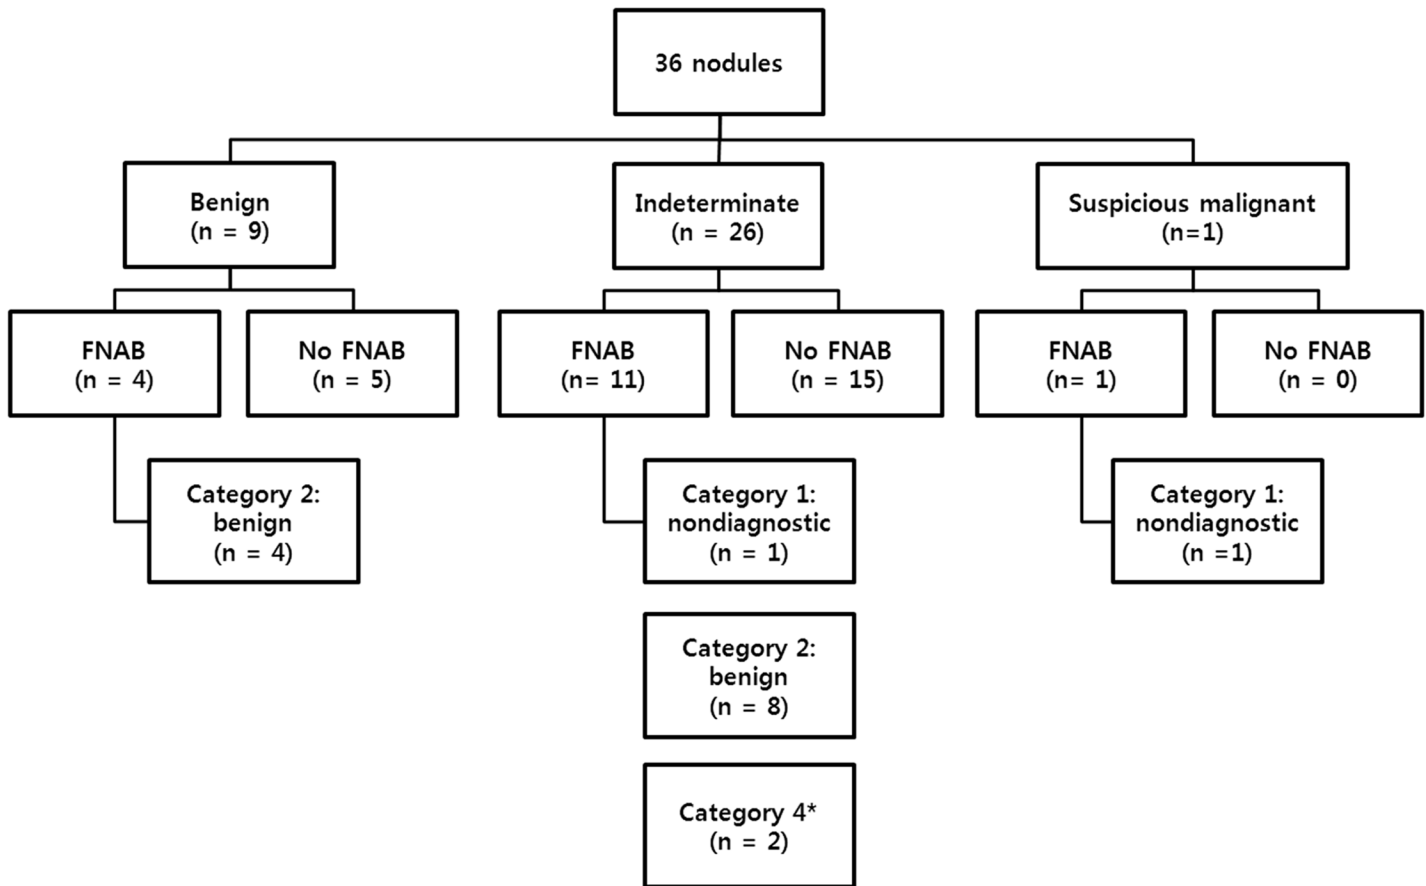 36 nodules
Benign
(n = 9)
Indeterminate
(n = 26)
Suspicious malignant
(n=1)
FNAB
(n = 4)
No FNAB
(n = 5)
FNAB
(n= 11)
No FNAB
(n = 15)
FNAB
(n= 1)
No FNAB
(n = 0)
Category 2:
benign
(n = 4)
Category 1:
nondiagnostic
(n = 1)
Category 1:
nondiagnostic
(n =1)
Category 2:
benign
(n = 8)
Category 4*
(n = 2)